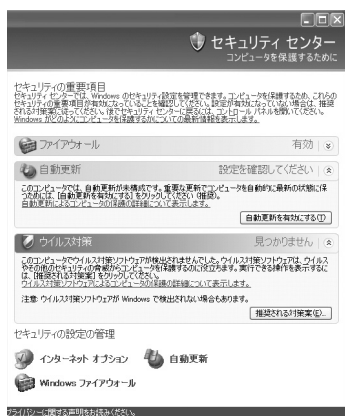 セキュリティ センター
コンピュータを保護するために
セキュリティの重要項目
セキュリティ センターでは、Windows のセキュリティ設定を管理できます。コンピュータを保護するため、これらの
セキュリティの重要項目が有効になっていることを確認してください。設定が有効になっていない場合は、推奨
される対策案に従ってください。後でセキュリティ センターに戻るには、コントロール パネルを開いてください。
Windows がどのようにコンピュータを保護するかについての最新情報を表示します。
ファイアウォール 有効
自動更新 設定を確認してください
このコンピュータでは、自動更新が未構成です。重要な更新でコンピュータを自動的に最新の状態に保
つためには、[自動更新を有効にする] をクリックしてください (推奨)。
自動更新によるコンピュータの保護の詳細について表示します。
自動更新を有効にする(T)
ウイルス対策 見つかりません
このコンピュータでウイルス対策ソフトウェアが検出されませんでした。ウイルス対策ソフトウェアは、ウイルス
やその他のセキュリティの脅威からコンピュータを保護するのに役立ちます。実行できる操作を表示するに
は、[推奨される対策案] をクリックしてください。
ウイルス対策ソフトウェアによるコンピュータの保護の詳細について表示します。
注意: ウイルス対策ソフトウェアが Windows で検出されない場合もあります。
推奨される対策案(E)...
セキュリティの設定の管理
インターネット オプション 自動更新
Windows ファイアウォール
プライバシーに関する声明をお読みください。